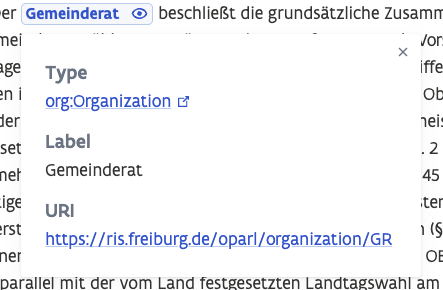 er Gemeinderat beschließt die grundsätzliche Zusamm
Type
org:Organization
Label
Gemeinderat
URI
https://ris.freiburg.de/oparl/organization/GR
parallel mit der vom Land festgesetzten Landtagswahl am